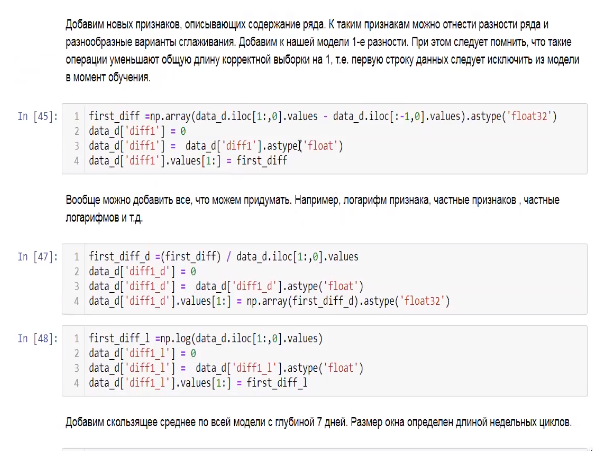 Добавим новых признаков, описывающих содержание ряда. К таким признакам можно отнести разности ряда и
разнообразные варианты сглаживания. Добавим к нашей модели 1-е разности. При этом следует помнить, что такие
операции уменьшают общую длину корректной выборки на 1, т.е. первую строку данных следует исключить из модели
в момент обучения.
In [45]: 1 first_diff =np.array(data_d.iloc[1:,0].values - data_d.iloc[:-1,0].values).astype('float32')
2 data_d['diff1'] = 0
3 data_d['diff1'] =  data_d['diff1'].astype('float')
4 data_d['diff1'].values[1:] = first_diff
Вообще можно добавить все, что можем придумать. Например, логарифм признака, частные признаков , частные
логарифмов и т.д.
In [47]: 1 first_diff_d =(first_diff) / data_d.iloc[1:,0].values
2 data_d['diff1_d'] = 0
3 data_d['diff1_d'] =  data_d['diff1_d'].astype('float')
4 data_d['diff1_d'].values[1:] = np.array(first_diff_d).astype('float32')
In [48]: 1 first_diff_l =np.log(data_d.iloc[1:,0].values)
2 data_d['diff1_l'] = 0
3 data_d['diff1_l'] =  data_d['diff1_l'].astype('float')
4 data_d['diff1_l'].values[1:] = first_diff_l
Добавим скользящее среднее по всей модели с глубиной 7 дней. Размер окна определен длиной недельных циклов.